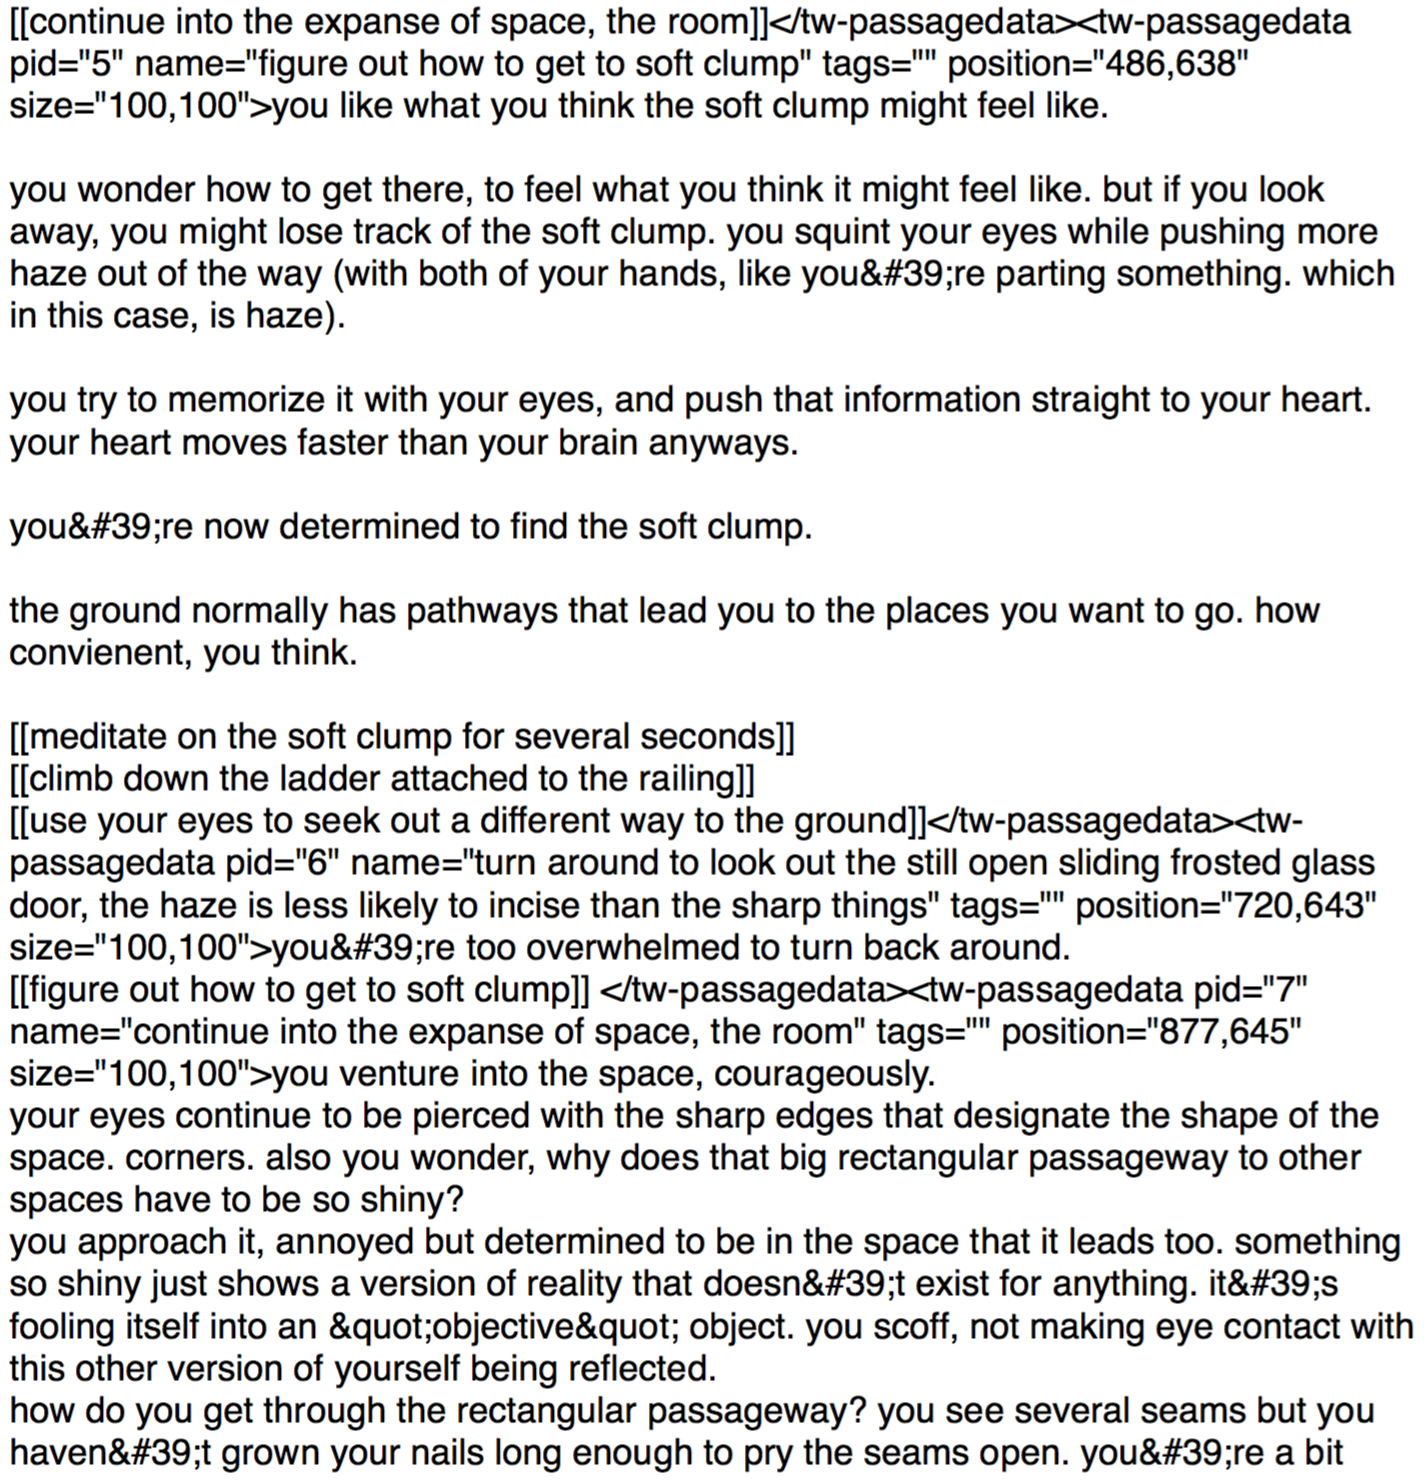 [[continue into the expanse of space, the room]]</tw-passagedata><tw-passagedata
pid="5" name="figure out how to get to soft clump" tags="" position="486,638"
size="100,100">you like what you think the soft clump might feel like.

you wonder how to get there, to feel what you think it might feel like. but if you look
away, you might lose track of the soft clump. you squint your eyes while pushing more
haze out of the way (with both of your hands, like you&#39;re parting something. which
in this case, is haze).

you try to memorize it with your eyes, and push that information straight to your heart.
your heart moves faster than your brain anyways.

you&#39;re now determined to find the soft clump.

the ground normally has pathways that lead you to the places you want to go. how
convienent, you think.

[[meditate on the soft clump for several seconds]]
[[climb down the ladder attached to the railing]]
[[use your eyes to seek out a different way to the ground]]</tw-passagedata><tw-
passagedata pid="6" name="turn around to look out the still open sliding frosted glass
door, the haze is less likely to incise than the sharp things" tags="" position="720,643"
size="100,100">you&#39;re too overwhelmed to turn back around.
[[figure out how to get to soft clump]] </tw-passagedata><tw-passagedata pid="7"
name="continue into the expanse of space, the room" tags="" position="877,645"
size="100,100">you venture into the space, courageously.
your eyes continue to be pierced with the sharp edges that designate the shape of the
space. corners. also you wonder, why does that big rectangular passageway to other
spaces have to be so shiny?
you approach it, annoyed but determined to be in the space that it leads too. something
so shiny just shows a version of reality that doesn&#39;t exist for anything. it&#39;s
fooling itself into an &quot;objective&quot; object. you scoff, not making eye contact with
this other version of yourself being reflected.
how do you get through the rectangular passageway? you see several seams but you
haven&#39;t grown your nails long enough to pry the seams open. you&#39;re a bit